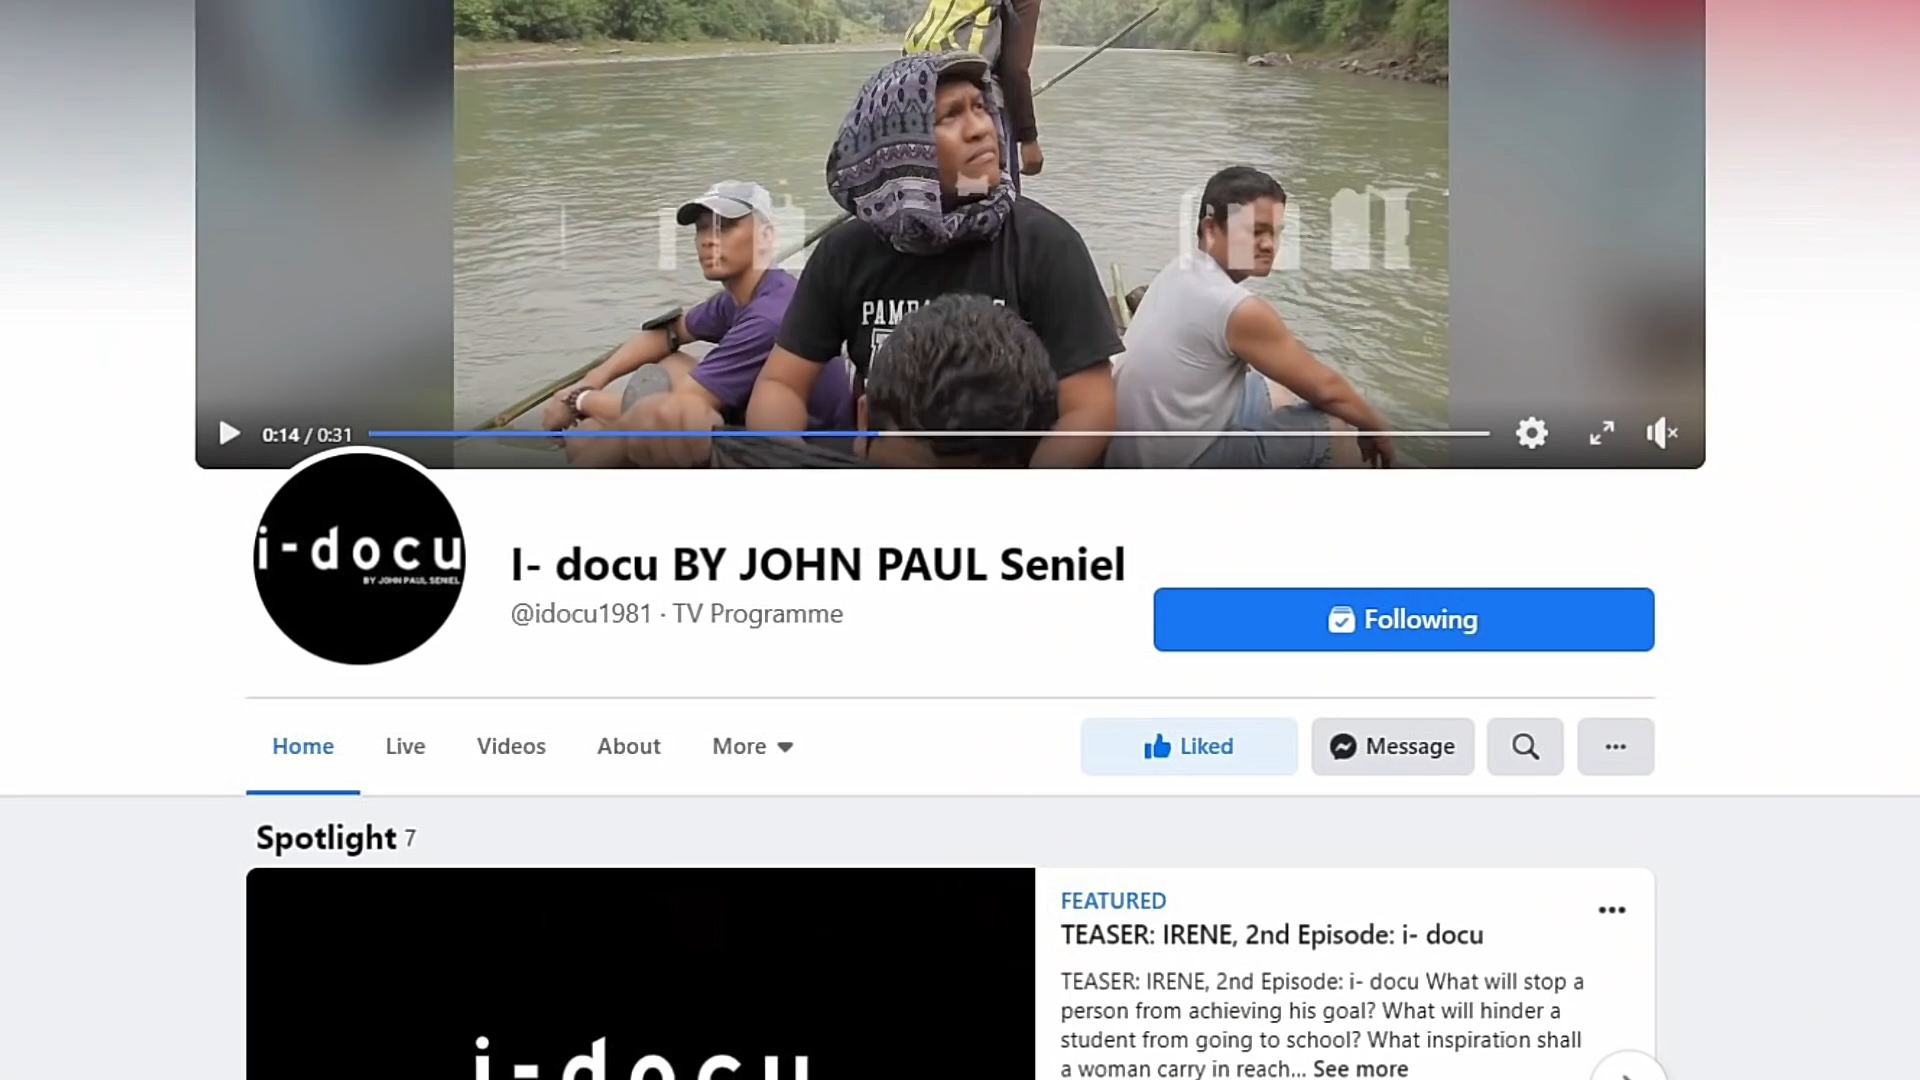 0:14 / 0:31
i-docu
BY JOHN PAUL SENIEL
I- docu BY JOHN PAUL Seniel
@idocu1981 · TV Programme
Following
Home
Live
Videos
About
More
Liked
Message
Spotlight 7
FEATURED
TEASER: IRENE, 2nd Episode: i- docu
TEASER: IRENE, 2nd Episode: i- docu What will stop a
person from achieving his goal? What will hinder a
student from going to school? What inspiration shall
a woman carry in reach... See more
i-docu